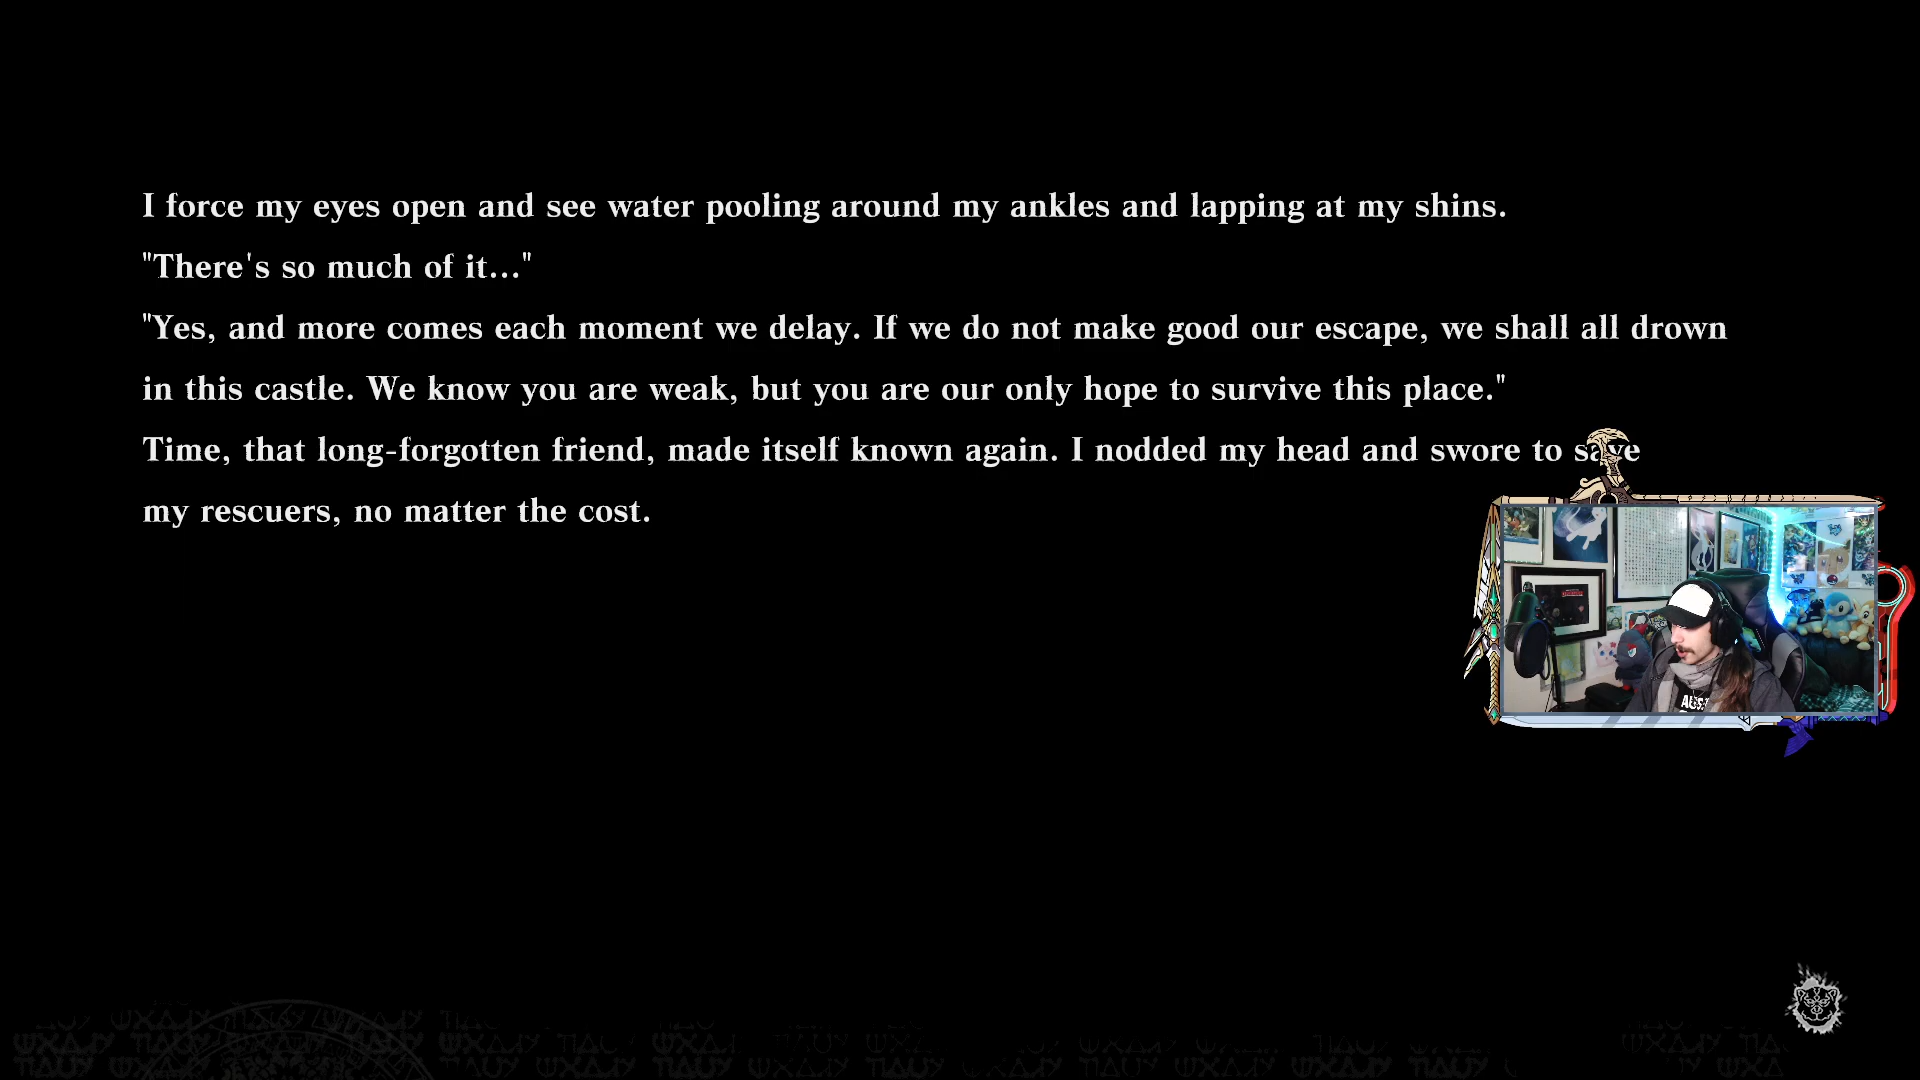 I force my eyes open and see water pooling around my ankles and lapping at my shins.
"There's so much of it..."
"Yes, and more comes each moment we delay. If we do not make good our escape, we shall all drown
in this castle. We know you are weak, but you are our only hope to survive this place."
Time, that long-forgotten friend, made itself known again. I nodded my head and swore to save
my rescuers, no matter the cost.